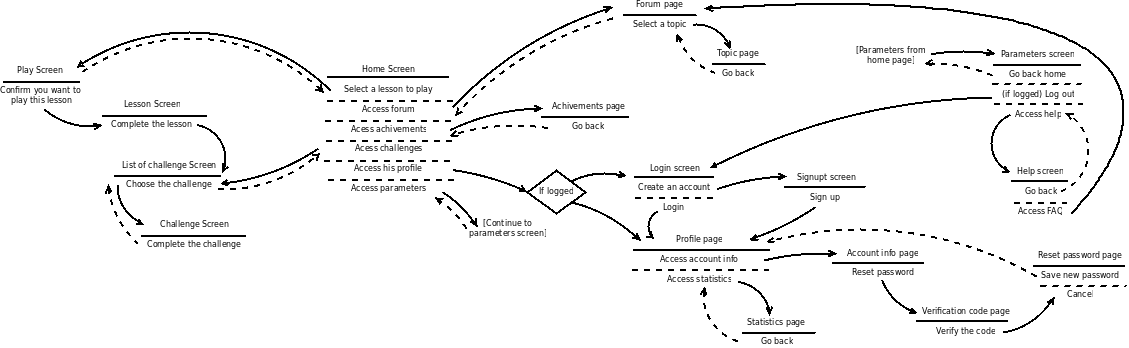 Forum page
Select a topic
Topic page
Go back
[Parameters from
home page]
Parameters screen
Go back home
(if logged) Log out
Access help
Play Screen
Confirm you want to
play this lesson
Home Screen
Select a lesson to play
Access forum
Acess achivements
Acess challenges
Access his profile
Access parameters
Lesson Screen
Complete the lesson
Achivements page
Go back
List of challenge Screen
Choose the challenge
Challenge Screen
Complete the challenge
[Continue to
parameters screen]
If logged
Login screen
Create an account
Login
Signupt screen
Sign up
Help screen
Go back
Access FAQ
Profile page
Access account info
Access statistics
Account info page
Reset password
Reset password page
Save new password
Cancel
Verification code page
Verify the code
Statistics page
Go back